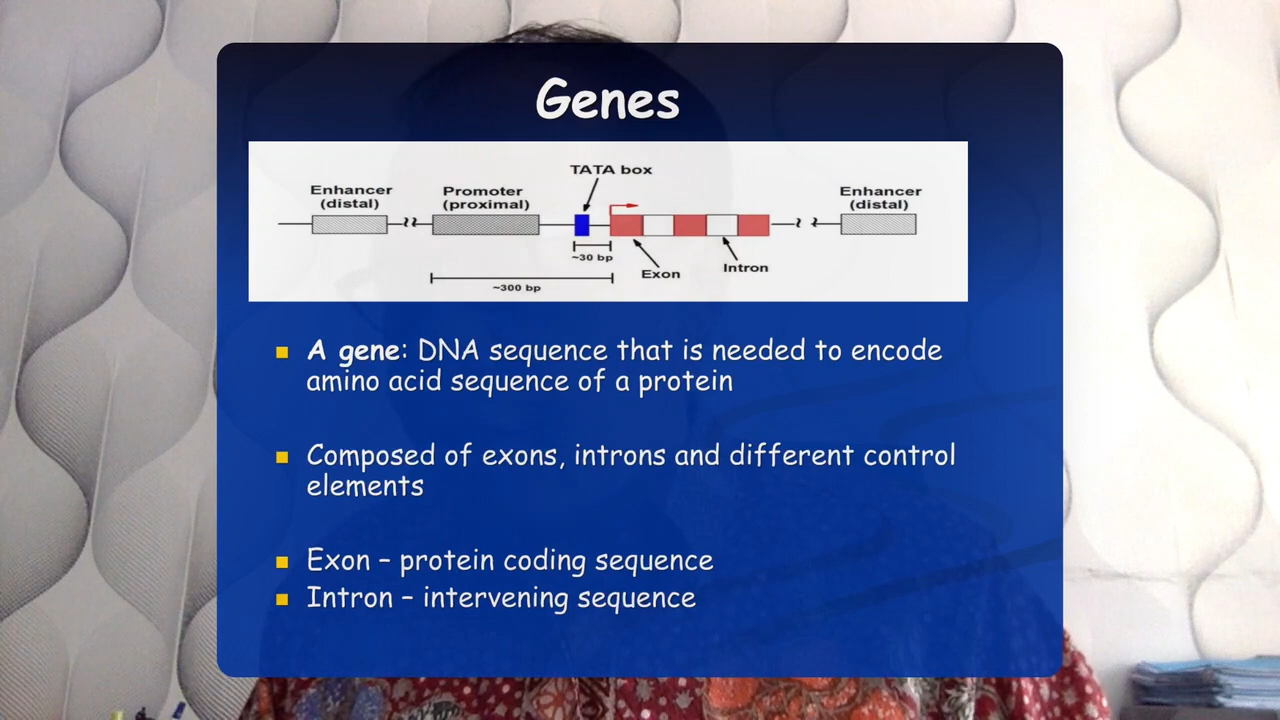 Genes
TATA box
Enhancer
(distal)
Promoter
(proximal)
Enhancer
(distal)
~30 bp
Exon
Intron
~300 bp
A gene: DNA sequence that is needed to encode
amino acid sequence of a protein
Composed of exons, introns and different control
elements
Exon – protein coding sequence
Intron – intervening sequence